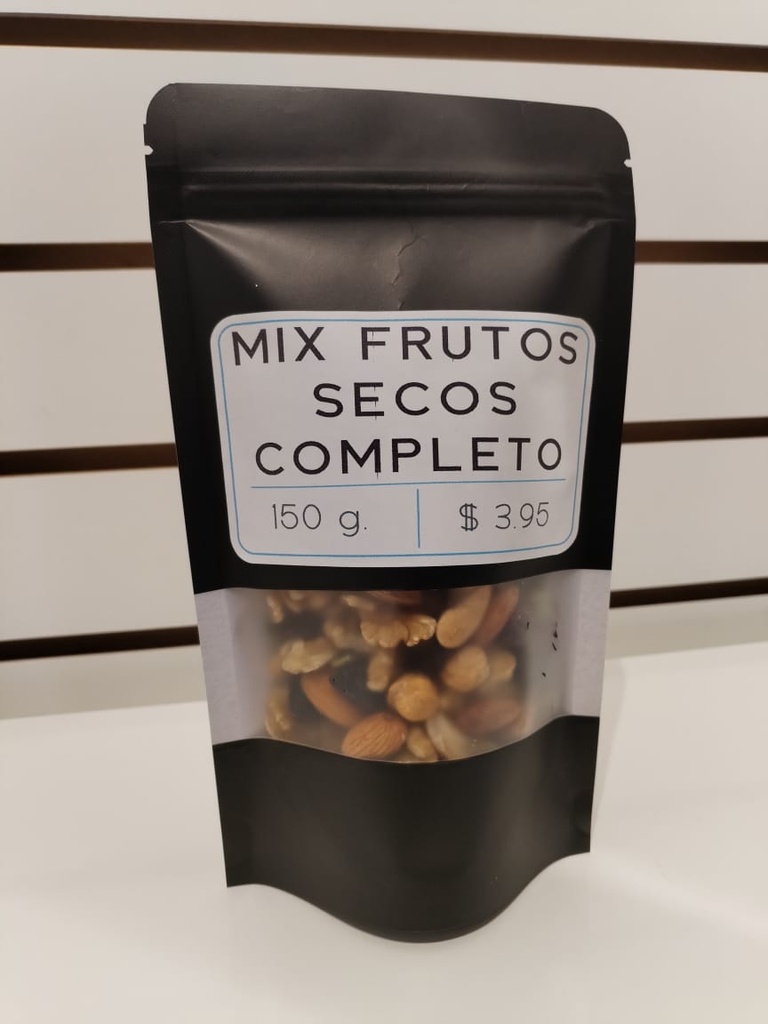 MIX FRUTOS
SECOS
COMPLETO
150 g.
$ 3.95